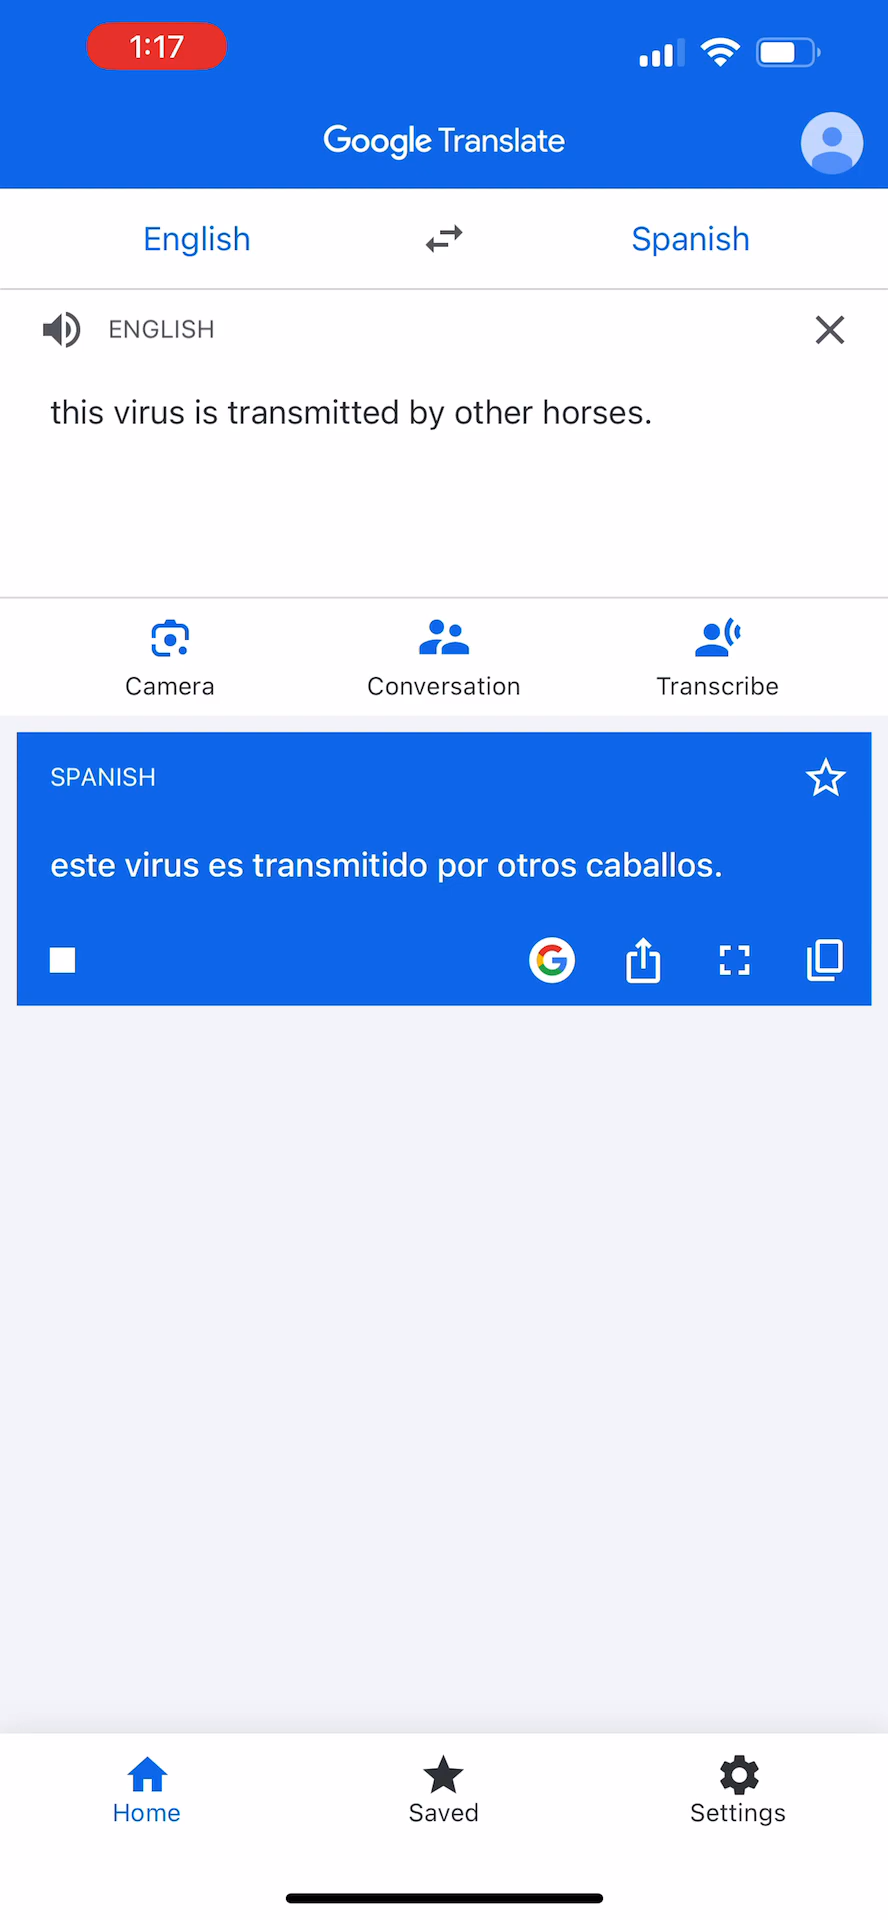 1:17
Google Translate
English
Spanish
ENGLISH
this virus is transmitted by other horses.
Camera
Conversation
Transcribe
SPANISH
este virus es transmitido por otros caballos.
G
Home
Saved
Settings